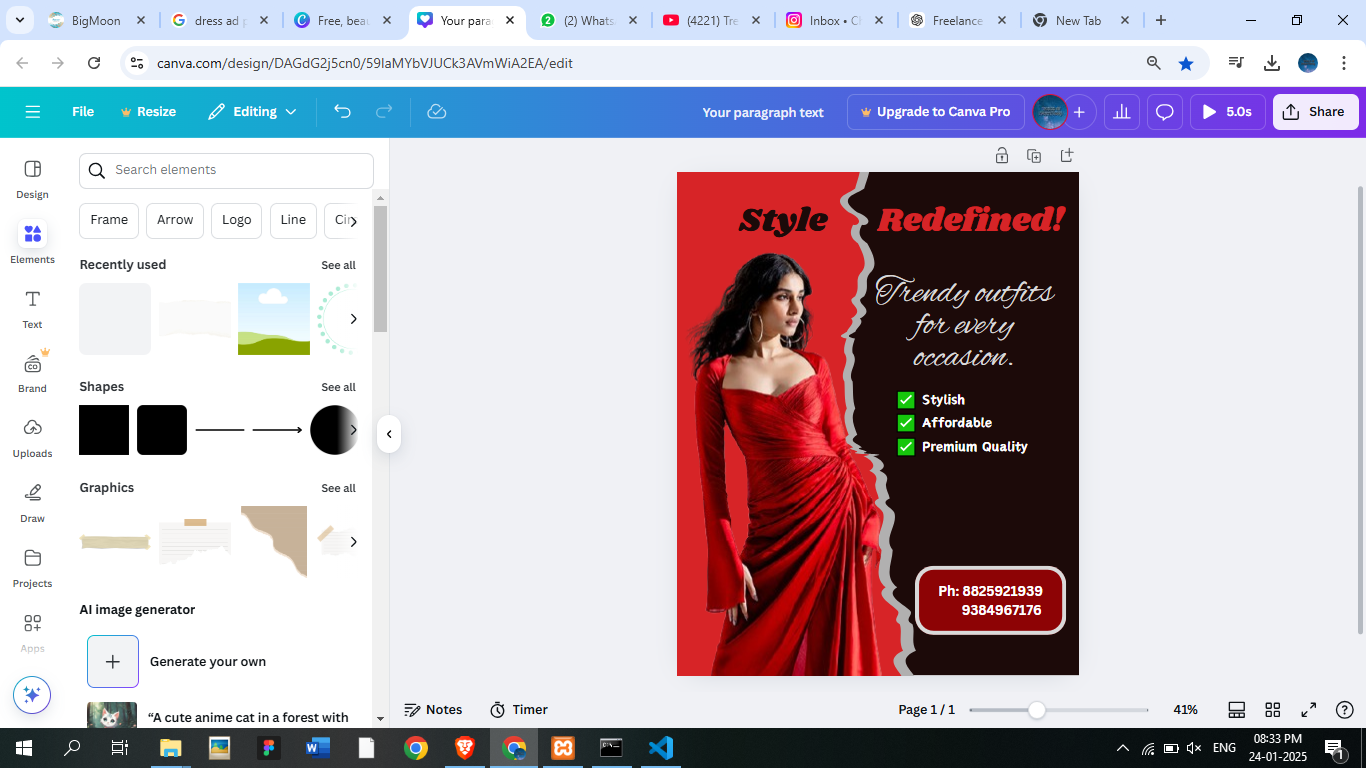 BigMoon
dress ad p
Free, beau
Your para
(2) Whats
(4221) Tre
Inbox • C
Freelance
New Tab
canva.com/design/DAGdG2j5cn0/59laMYbVJUCk3AVmWiA2EA/edit
File
Resize
Editing
Your paragraph text
Upgrade to Canva Pro
5.0s
Share
Design
Elements
Text
Brand
Uploads
Draw
Projects
Apps
Search elements
Frame
Arrow
Logo
Line
Cir
Recently used
See all
Shapes
See all
Graphics
See all
AI image generator
Generate your own
“A cute anime cat in a forest with
Style
Redefined!
Trendy outfits
for every
occasion.
Stylish
Affordable
Premium Quality
Ph: 8825921939
9384967176
Notes
Timer
Page 1 / 1
41%
ENG
08:33 PM
24-01-2025
1